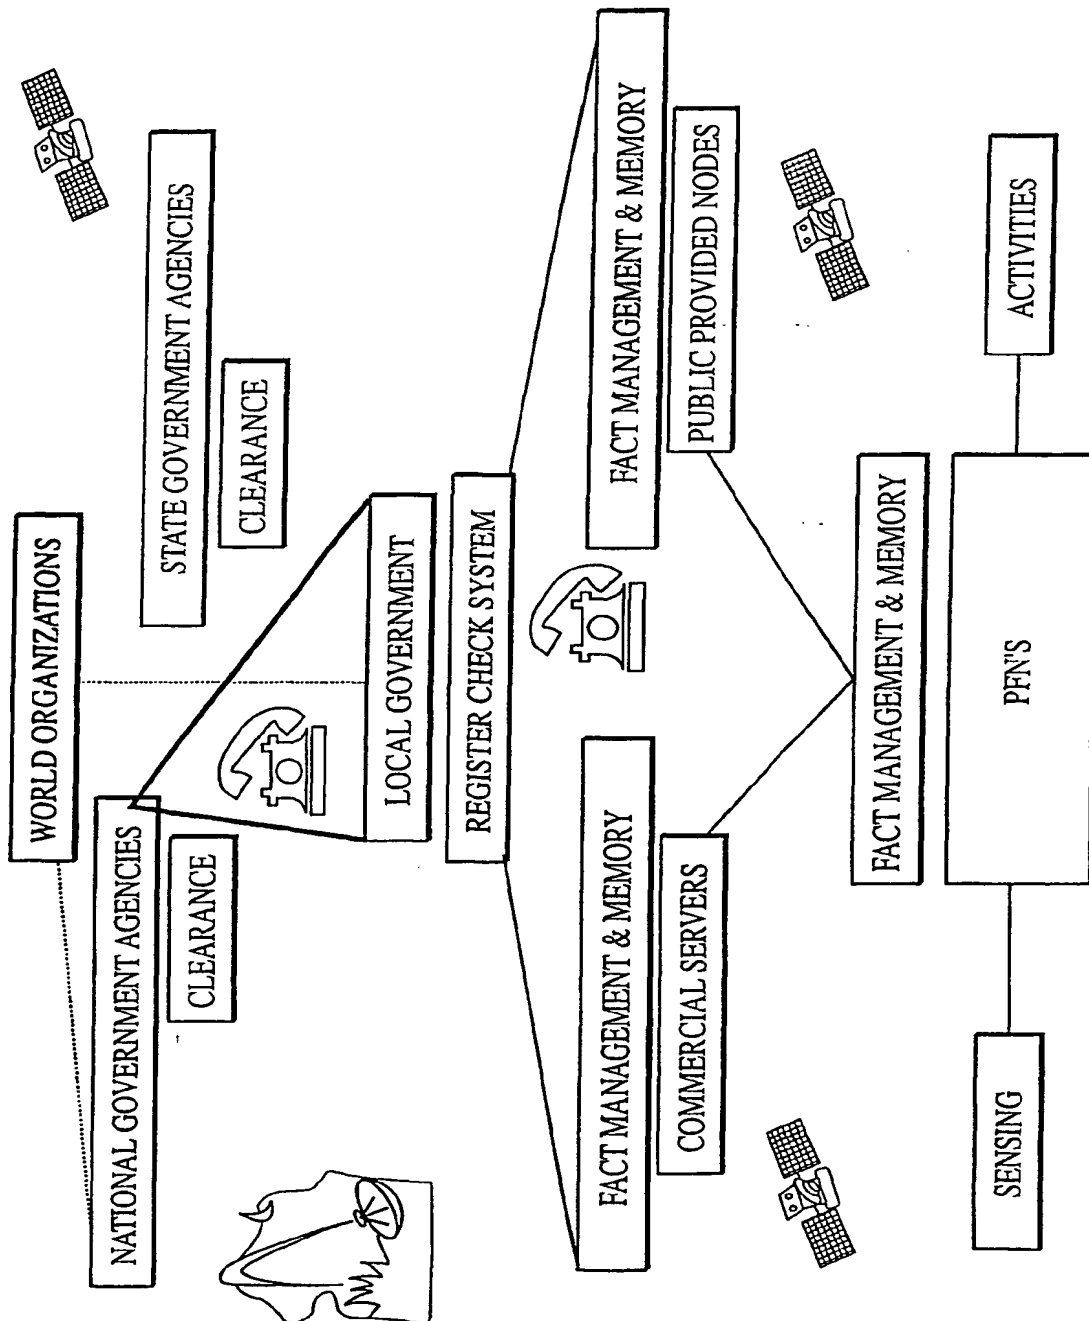 WORLD ORGANIZATIONS
NATIONAL GOVERNMENT AGENCIES
STATE GOVERNMENT AGENCIES
CLEARANCE
CLEARANCE
LOCAL GOVERNMENT
REGISTER CHECK SYSTEM
FACT MANAGEMENT & MEMORY
FACT MANAGEMENT & MEMORY
COMMERCIAL SERVERS
PUBLIC PROVIDED NODES
FACT MANAGEMENT & MEMORY
SENSING
PFN'S
ACTIVITIES